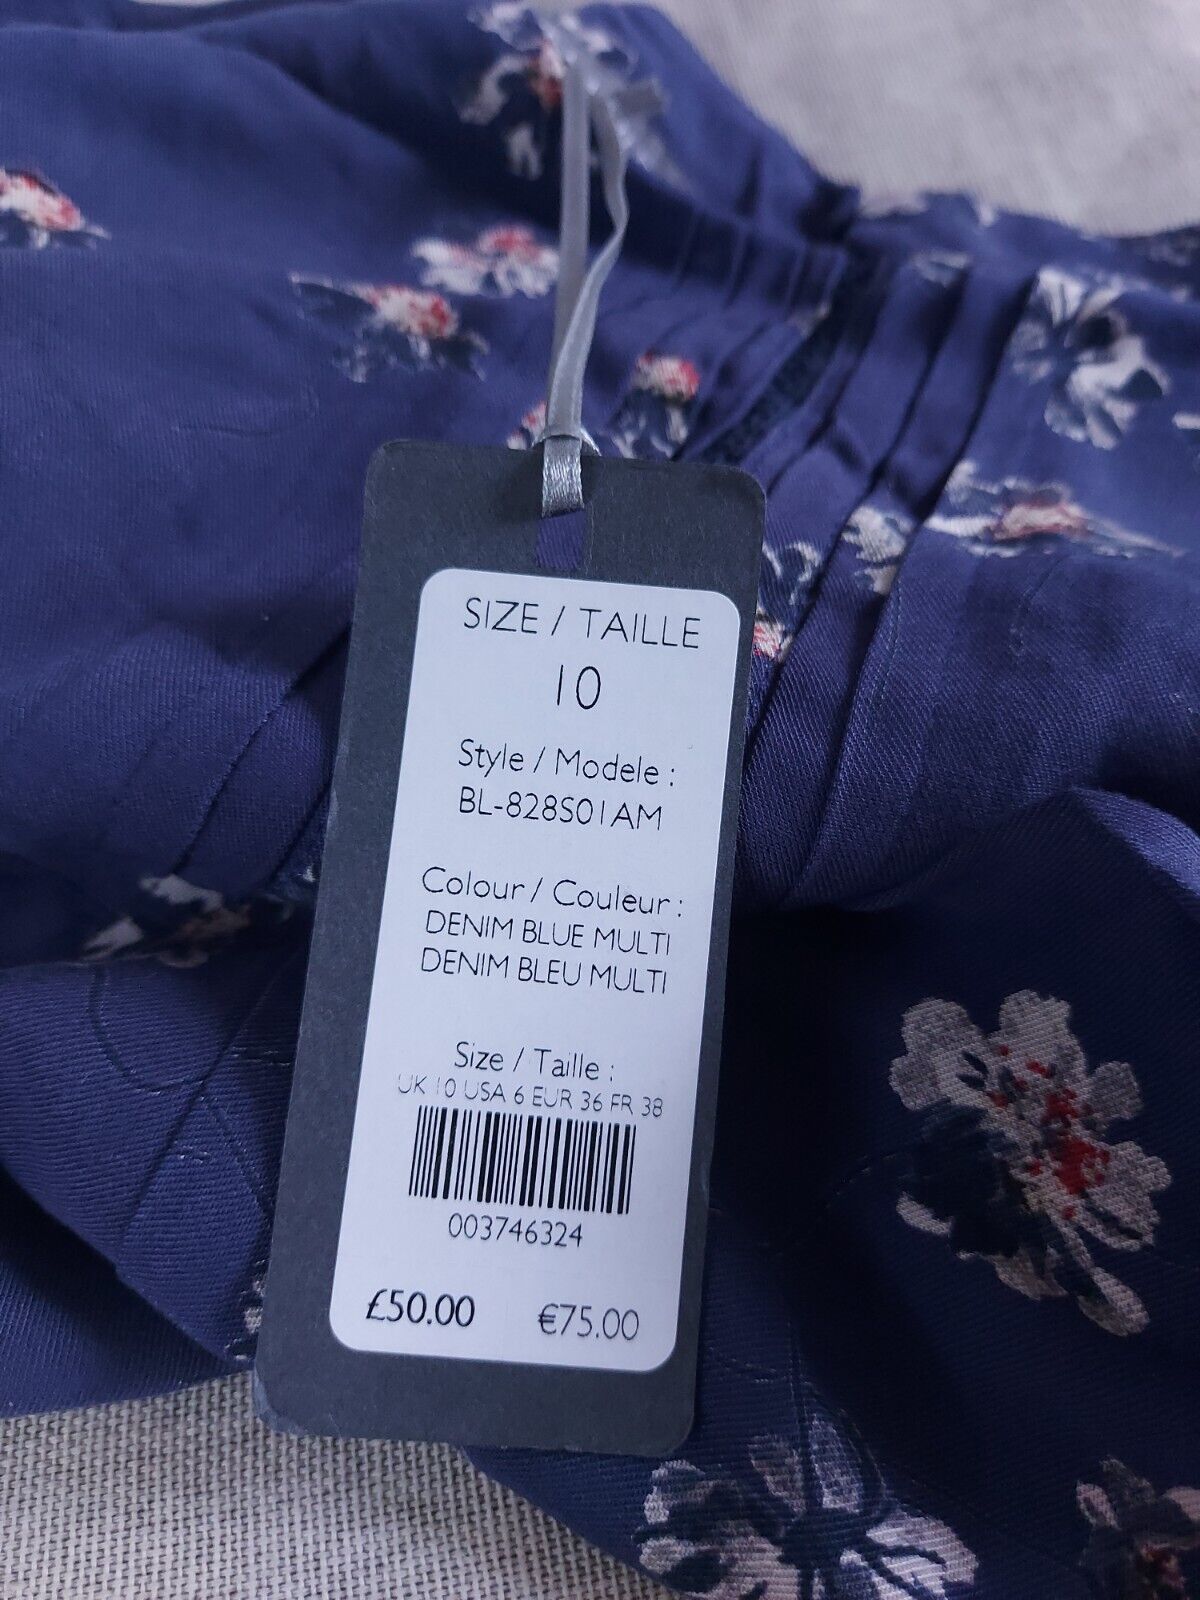 SIZE / TAILLE
10
Style / Modele :
BL-828S01AM
Colour / Couleur :
DENIM BLUE MULTI
DENIM BLEU MULTI
Size / Taille :
UK 10 USA 6 EUR 36 FR 38
003746324
£50.00 €75.00